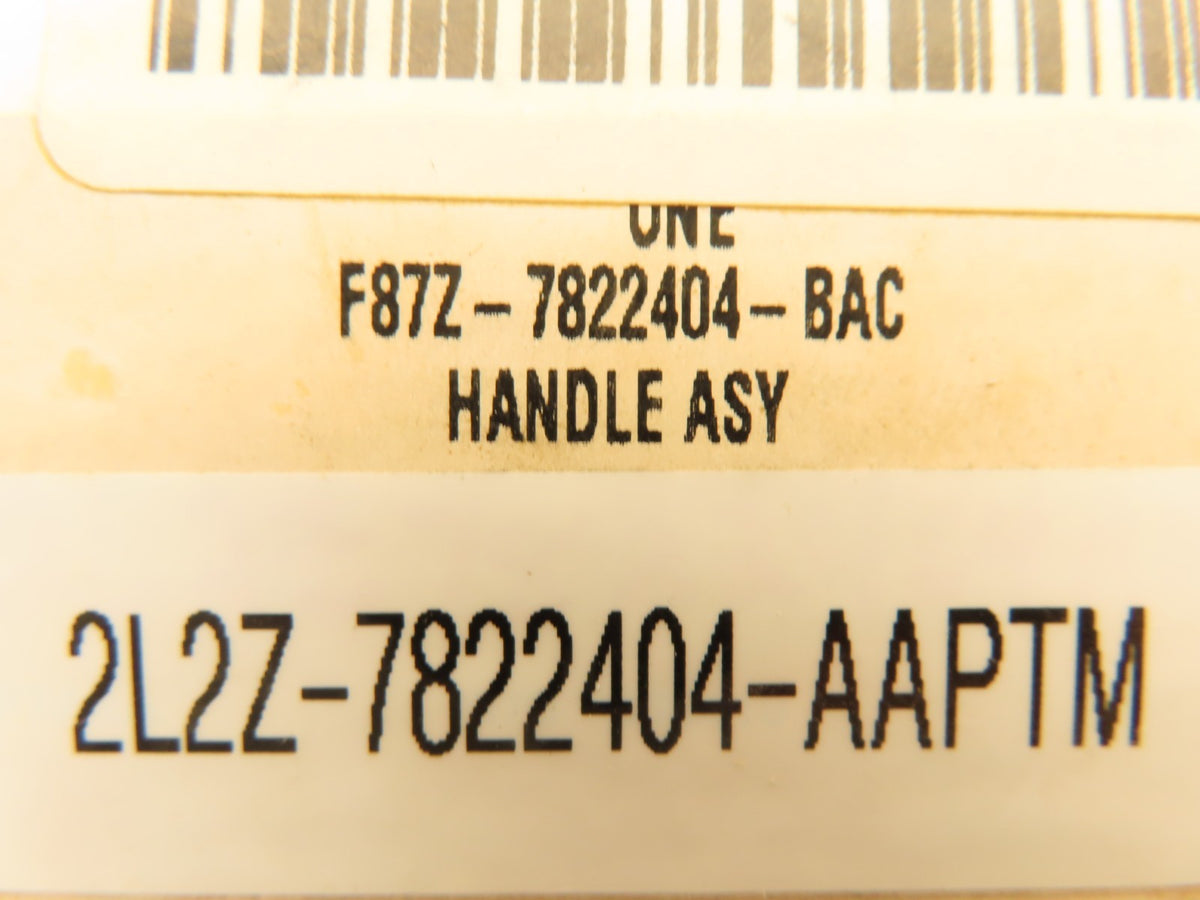 ONE
F87Z-7822404-BAC
HANDLE ASY
2L2Z-7822404-AAPTM